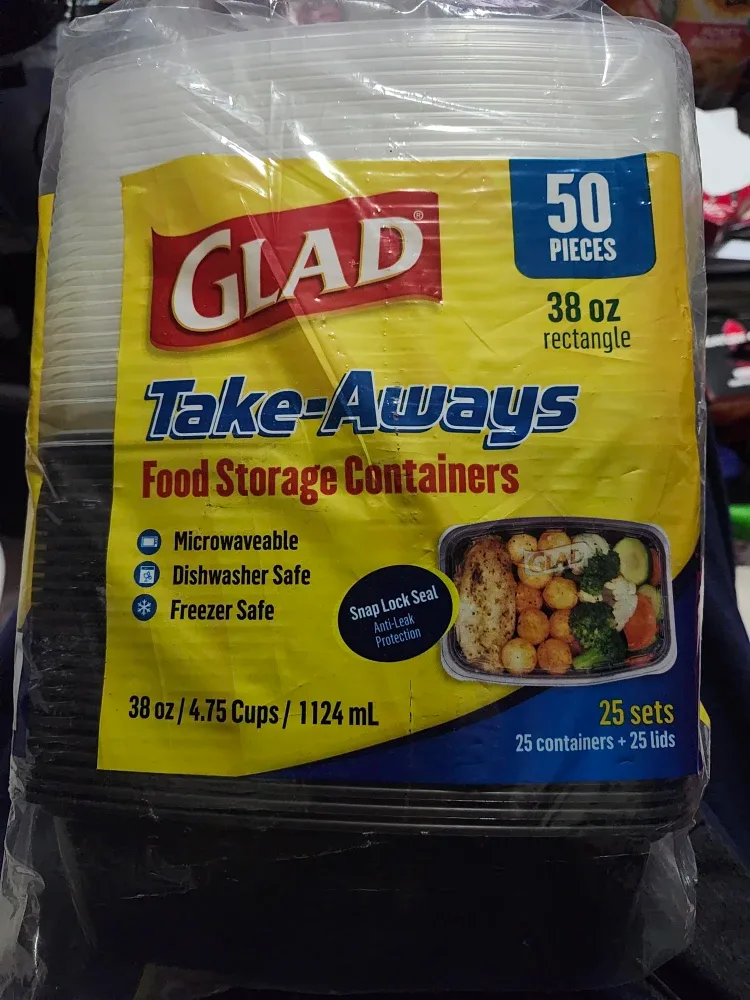 50
PIECES
GLAD®
38 oz
rectangle
Take-Aways
Food Storage Containers
Microwaveable
Dishwasher Safe
Freezer Safe
Snap Lock Seal
Anti-Leak
Protection
GLAD
38 oz / 4.75 Cups / 1124 mL
25 sets
25 containers + 25 lids